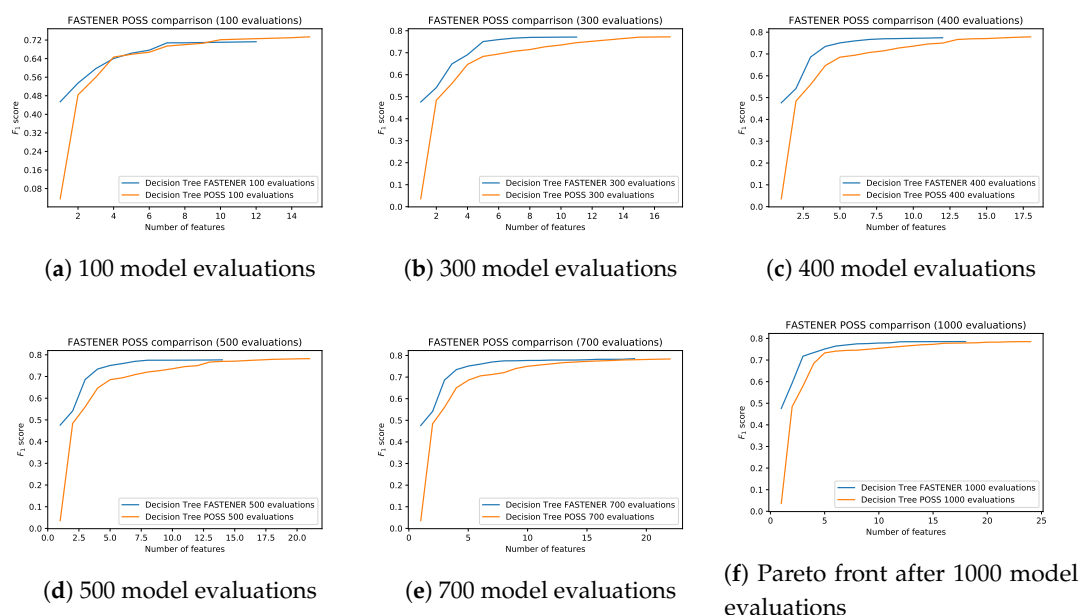 FASTENER POSS comparrison (100 evaluations)
0.72
0.64
0.56
0.48
0.40
0.32
0.24
0.16
0.08
F1 score
2 4 6 8 10 12 14
Number of features
Decision Tree FASTENER 100 evaluations
Decision Tree POSS 100 evaluations
(a) 100 model evaluations
FASTENER POSS comparrison (300 evaluations)
0.8
0.7
0.6
0.5
0.4
0.3
0.2
0.1
0.0
F1 score
2 4 6 8 10 12 14 16
Number of features
Decision Tree FASTENER 300 evaluations
Decision Tree POSS 300 evaluations
(b) 300 model evaluations
FASTENER POSS comparrison (400 evaluations)
0.8
0.7
0.6
0.5
0.4
0.3
0.2
0.1
0.0
F1 score
2.5 5.0 7.5 10.0 12.5 15.0 17.5
Number of features
Decision Tree FASTENER 400 evaluations
Decision Tree POSS 400 evaluations
(c) 400 model evaluations
FASTENER POSS comparrison (500 evaluations)
0.8
0.7
0.6
0.5
0.4
0.3
0.2
0.1
0.0
F1 score
0.0 2.5 5.0 7.5 10.0 12.5 15.0 17.5 20.0
Number of features
Decision Tree FASTENER 500 evaluations
Decision Tree POSS 500 evaluations
(d) 500 model evaluations
FASTENER POSS comparrison (700 evaluations)
0.8
0.7
0.6
0.5
0.4
0.3
0.2
0.1
0.0
F1 score
0 5 10 15 20
Number of features
Decision Tree FASTENER 700 evaluations
Decision Tree POSS 700 evaluations
(e) 700 model evaluations
FASTENER POSS comparrison (1000 evaluations)
0.8
0.7
0.6
0.5
0.4
0.3
0.2
0.1
0.0
F1 score
0 5 10 15 20 25
Number of features
Decision Tree FASTENER 1000 evaluations
Decision Tree POSS 1000 evaluations
(f) Pareto front after 1000 model
evaluations